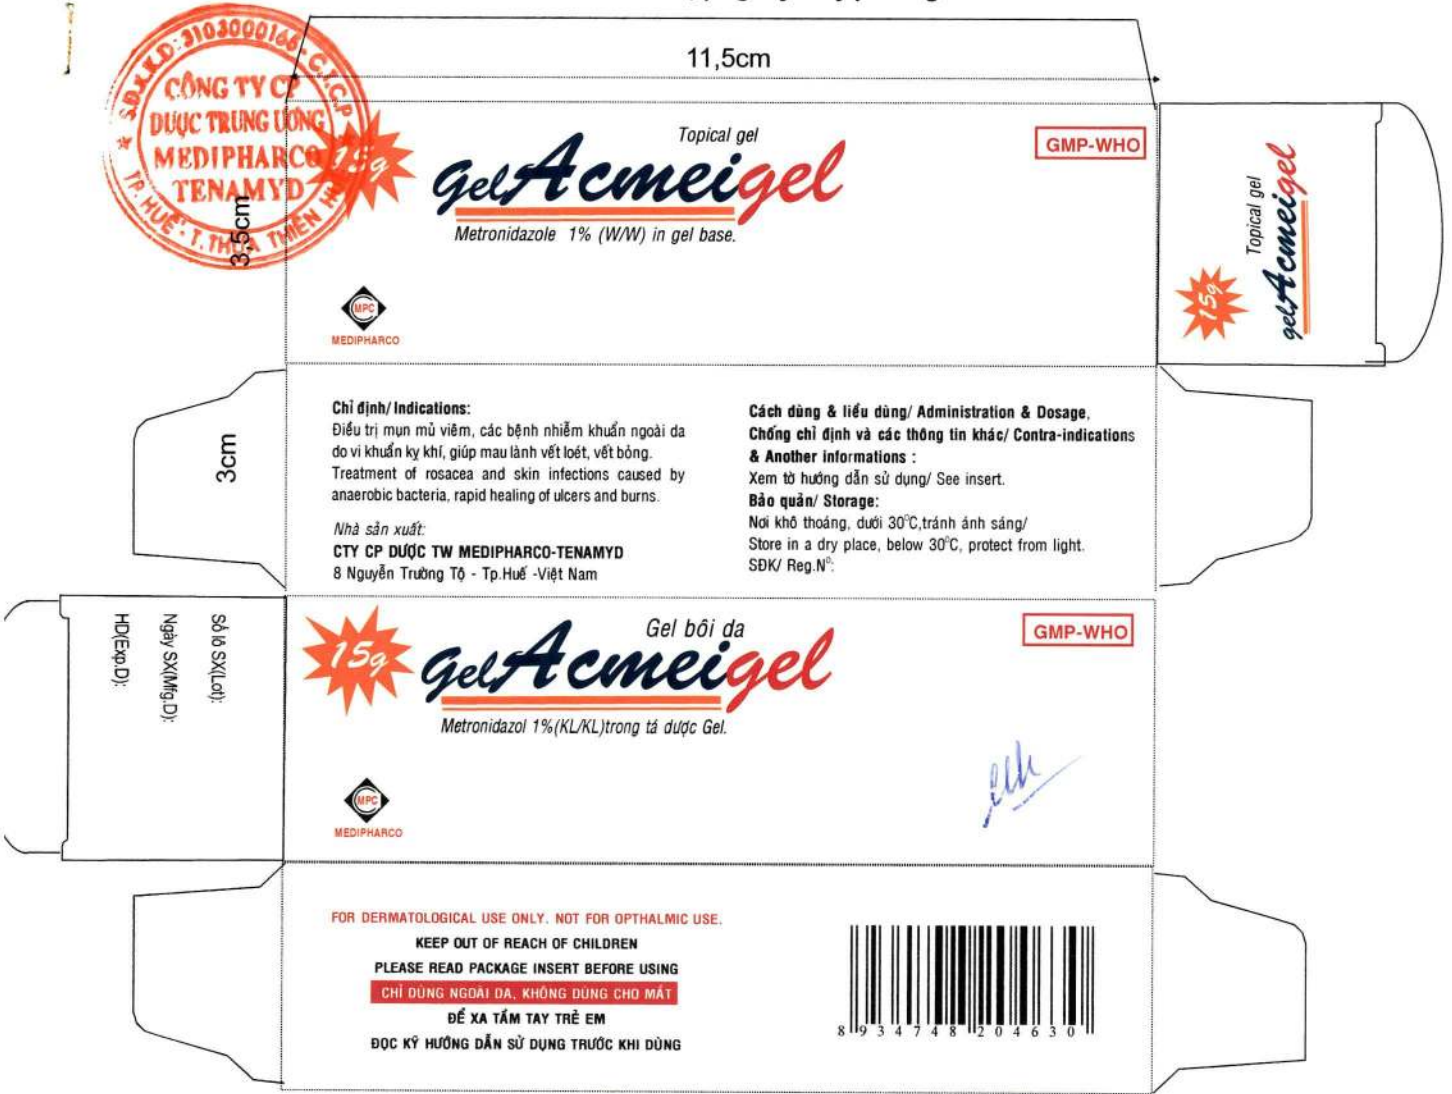 11,5cm
S.Đ.K.K.D: 3103000166 - C.T.C.P
CÔNG TY CP
DƯỢC TRUNG ƯƠNG
MEDIPHARCO
TENAMYD
TP. HUẾ - T. THỪA THIÊN HUẾ
3,5cm
15g
Topical gel
gelAcmeigel
Metronidazole 1% (W/W) in gel base.
GMP-WHO
MPC
MEDIPHARCO
Topical gel
gelAcmeigel
15g
3cm
Chỉ định/ Indications:
Điều trị mụn mủ viêm, các bệnh nhiễm khuẩn ngoài da
do vi khuẩn kỵ khí, giúp mau lành vết loét, vết bỏng.
Treatment of rosacea and skin infections caused by
anaerobic bacteria, rapid healing of ulcers and burns.
Nhà sản xuất:
CTY CP DƯỢC TW MEDIPHARCO-TENAMYD
8 Nguyễn Trường Tộ - Tp.Huế -Việt Nam
Cách dùng & liều dùng/ Administration & Dosage,
Chống chỉ định và các thông tin khác/ Contra-indications
& Another informations :
Xem tờ hướng dẫn sử dụng/ See insert.
Bảo quản/ Storage:
Nơi khô thoáng, dưới 30⁰C,tránh ánh sáng/
Store in a dry place, below 30⁰C, protect from light.
SĐK/ Reg.N⁰:
Số lô SX(Lot):
Ngày SX(Mfg.D):
HD(Exp.D):
15g
Gel bôi da
gelAcmeigel
Metronidazol 1%(KL/KL)trong tá dược Gel.
GMP-WHO
MPC
MEDIPHARCO
FOR DERMATOLOGICAL USE ONLY. NOT FOR OPTHALMIC USE.
KEEP OUT OF REACH OF CHILDREN
PLEASE READ PACKAGE INSERT BEFORE USING
CHỈ DÙNG NGOÀI DA, KHÔNG DÙNG CHO MẮT
ĐỂ XA TẦM TAY TRẺ EM
ĐỌC KỸ HƯỚNG DẪN SỬ DỤNG TRƯỚC KHI DÙNG
8 934748 204630